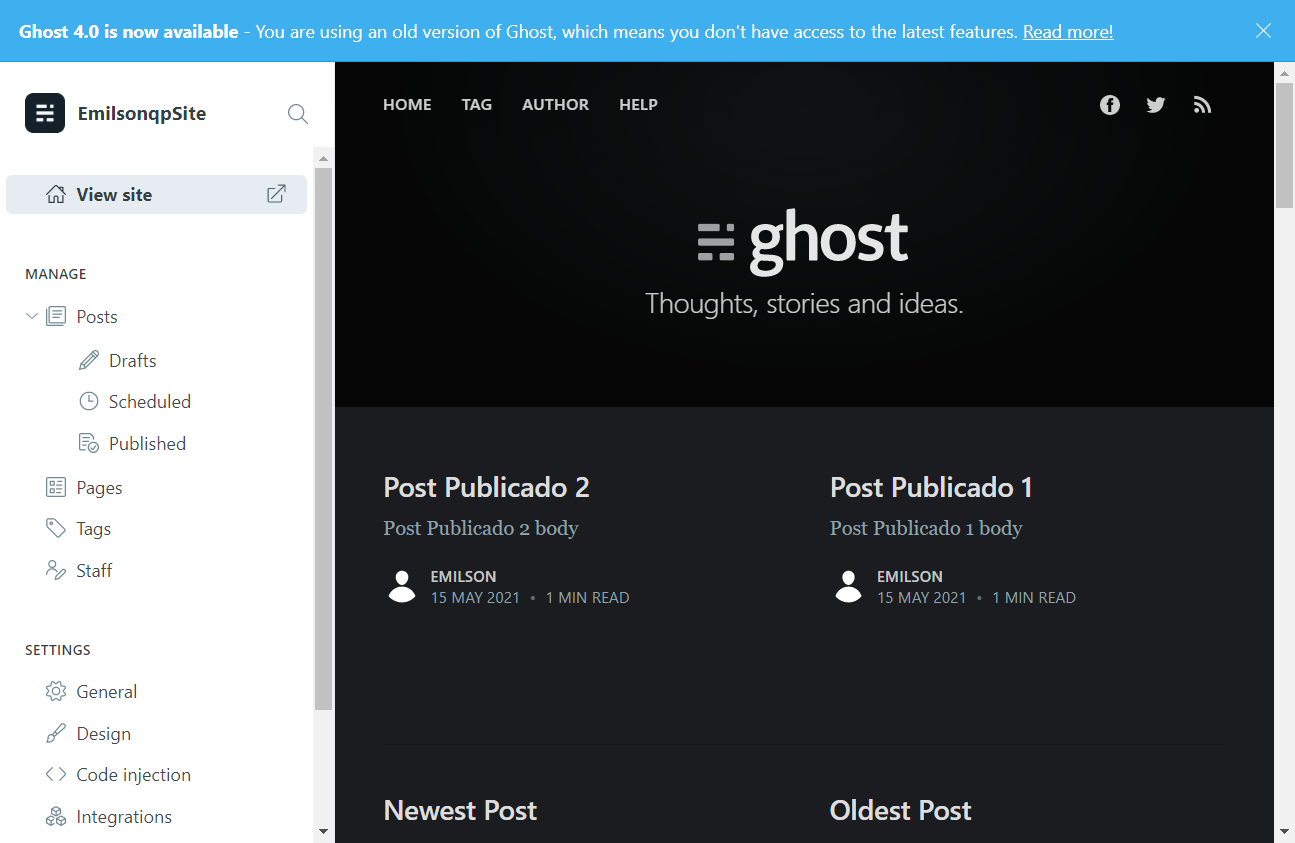 Ghost 4.0 is now available - You are using an old version of Ghost, which means you don't have access to the latest features. Read more!
EmilsonqpSite
View site
MANAGE
Posts
Drafts
Scheduled
Published
Pages
Tags
Staff
SETTINGS
General
Design
Code injection
Integrations
HOME TAG AUTHOR HELP
ghost
Thoughts, stories and ideas.
Post Publicado 2
Post Publicado 2 body
EMILSON
15 MAY 2021 • 1 MIN READ
Post Publicado 1
Post Publicado 1 body
EMILSON
15 MAY 2021 • 1 MIN READ
Newest Post
Oldest Post